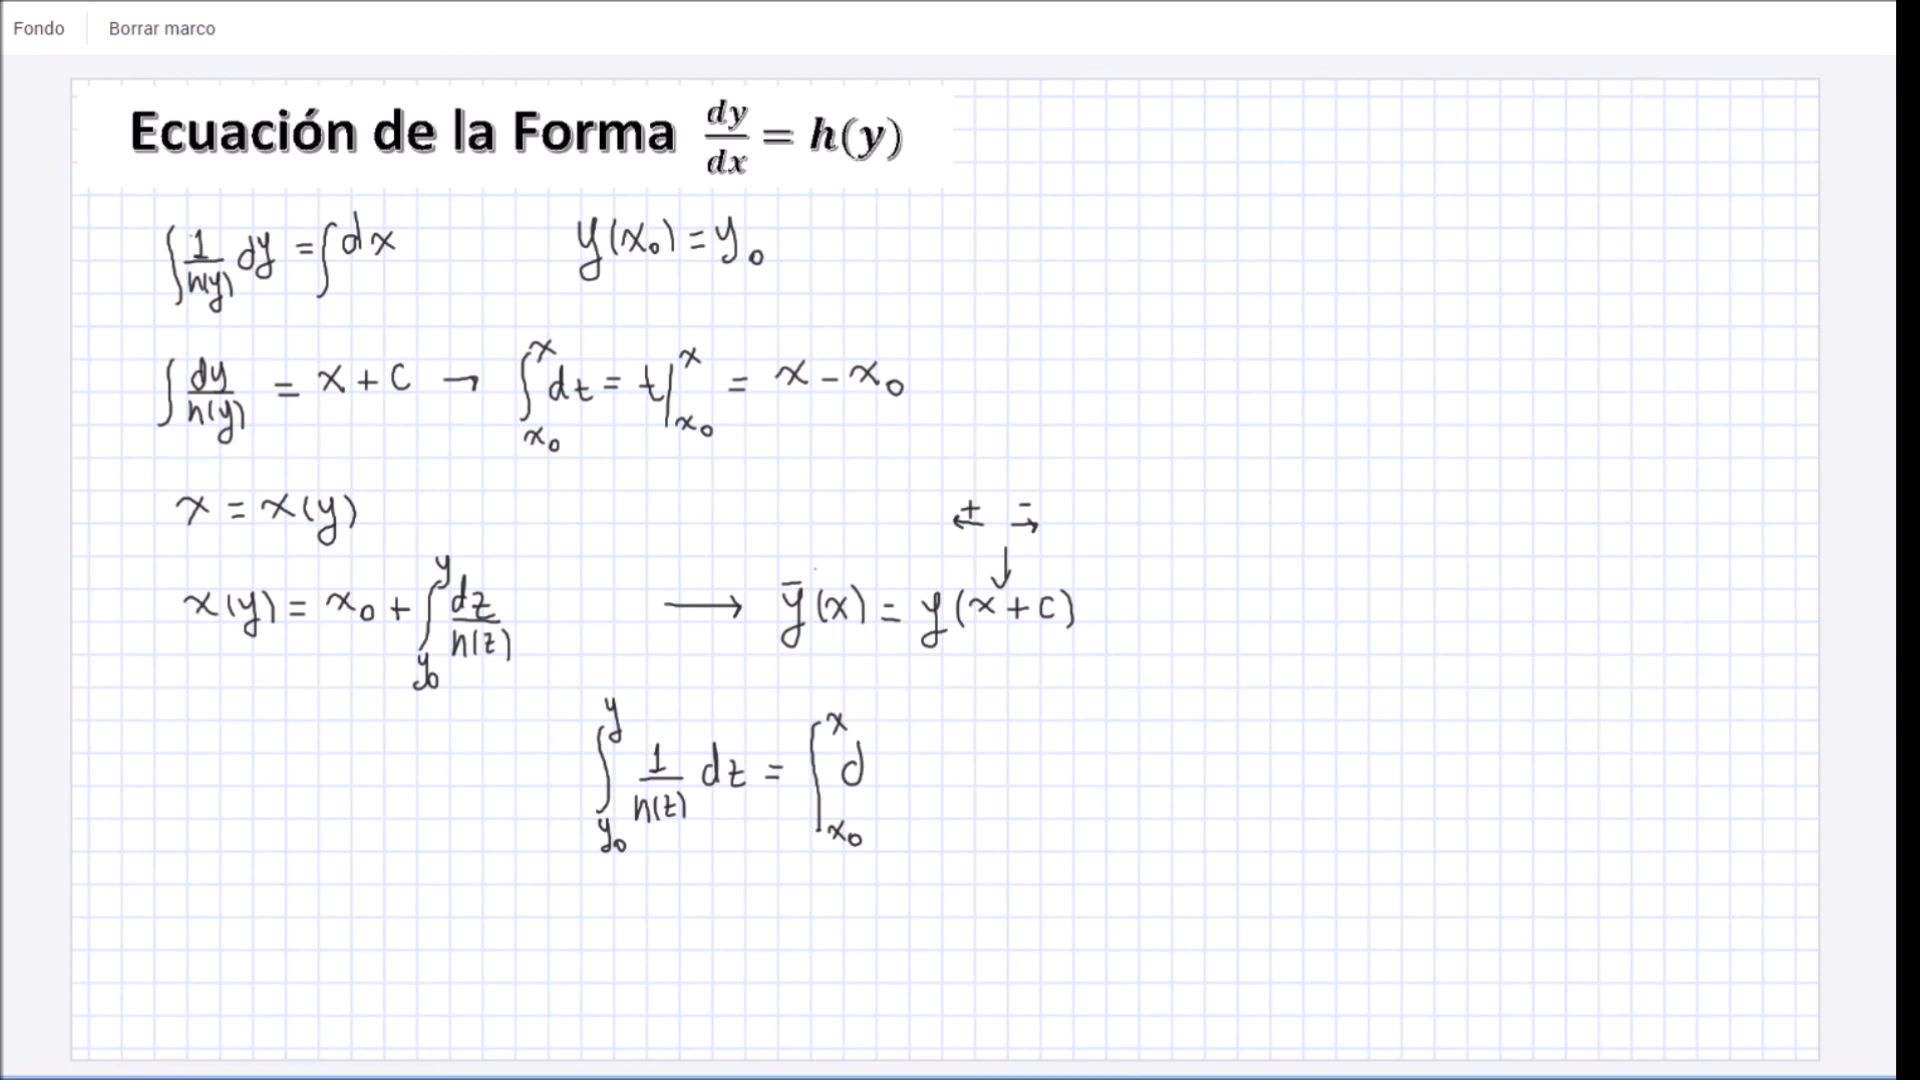 Fondo Borrar marco
Ecuación de la Forma dy/dx = h(y)
∫ 1/h(y) dy = ∫ dx y(x₀) = y₀
∫ dy/h(y) = x + c → ∫_{x₀}^{x} dt = t|_{x₀}^{x} = x − x₀
x = x(y)
← + − →
↓
x(y) = x₀ + ∫_{y₀}^{y} dz/h(z) ⟶ ȳ(x) = y(x + c)
∫_{y₀}^{y} 1/h(z) dz = ∫_{x₀}^{x} d